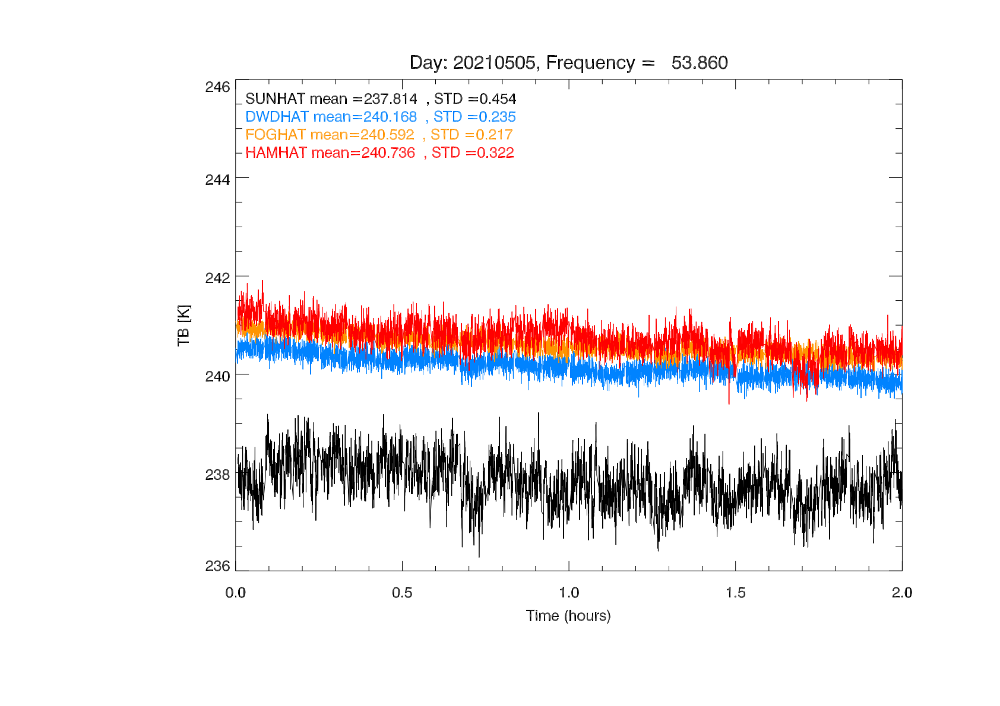 Day: 20210505, Frequency = 53.860
246
SUNHAT mean =237.814 , STD =0.454
DWDHAT mean=240.168 , STD =0.235
FOGHAT mean=240.592 , STD =0.217
HAMHAT mean=240.736 , STD =0.322
244
242
TB [K]
240
238
236
0.0 0.5 1.0 1.5 2.0
Time (hours)